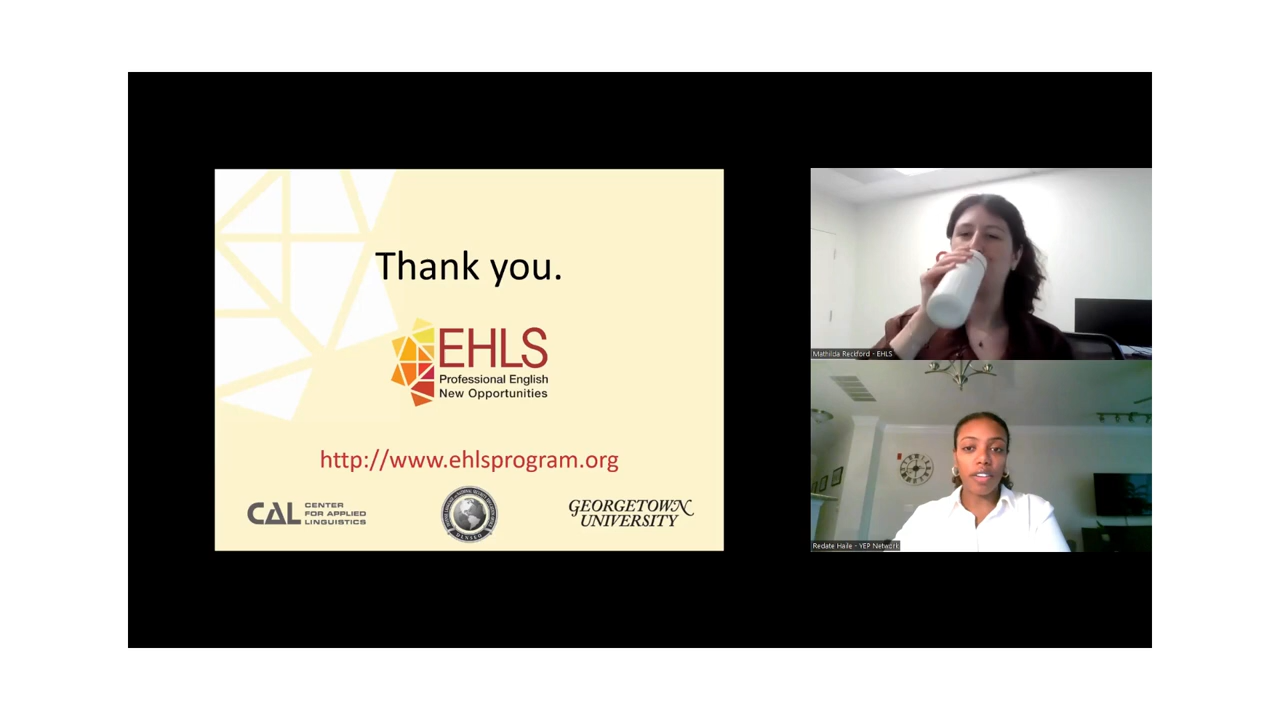 Thank you.
EHLS
Professional English
New Opportunities
http://www.ehlsprogram.org
CAL CENTER
FOR APPLIED
LINGUISTICS
GEORGETOWN
UNIVERSITY
Mathilda Reckford - EHLS
Redate Haile - YEP Network